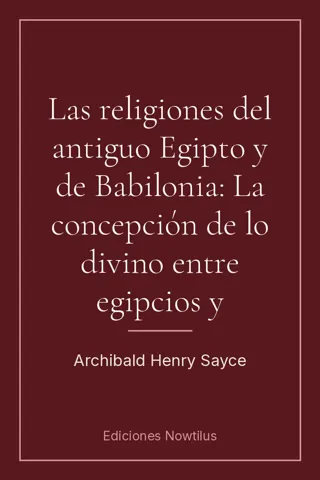 Las religiones del
antiguo Egipto y
de Babilonia: La
concepción de lo
divino entre
egipcios y
Archibald Henry Sayce
Ediciones Nowtilus